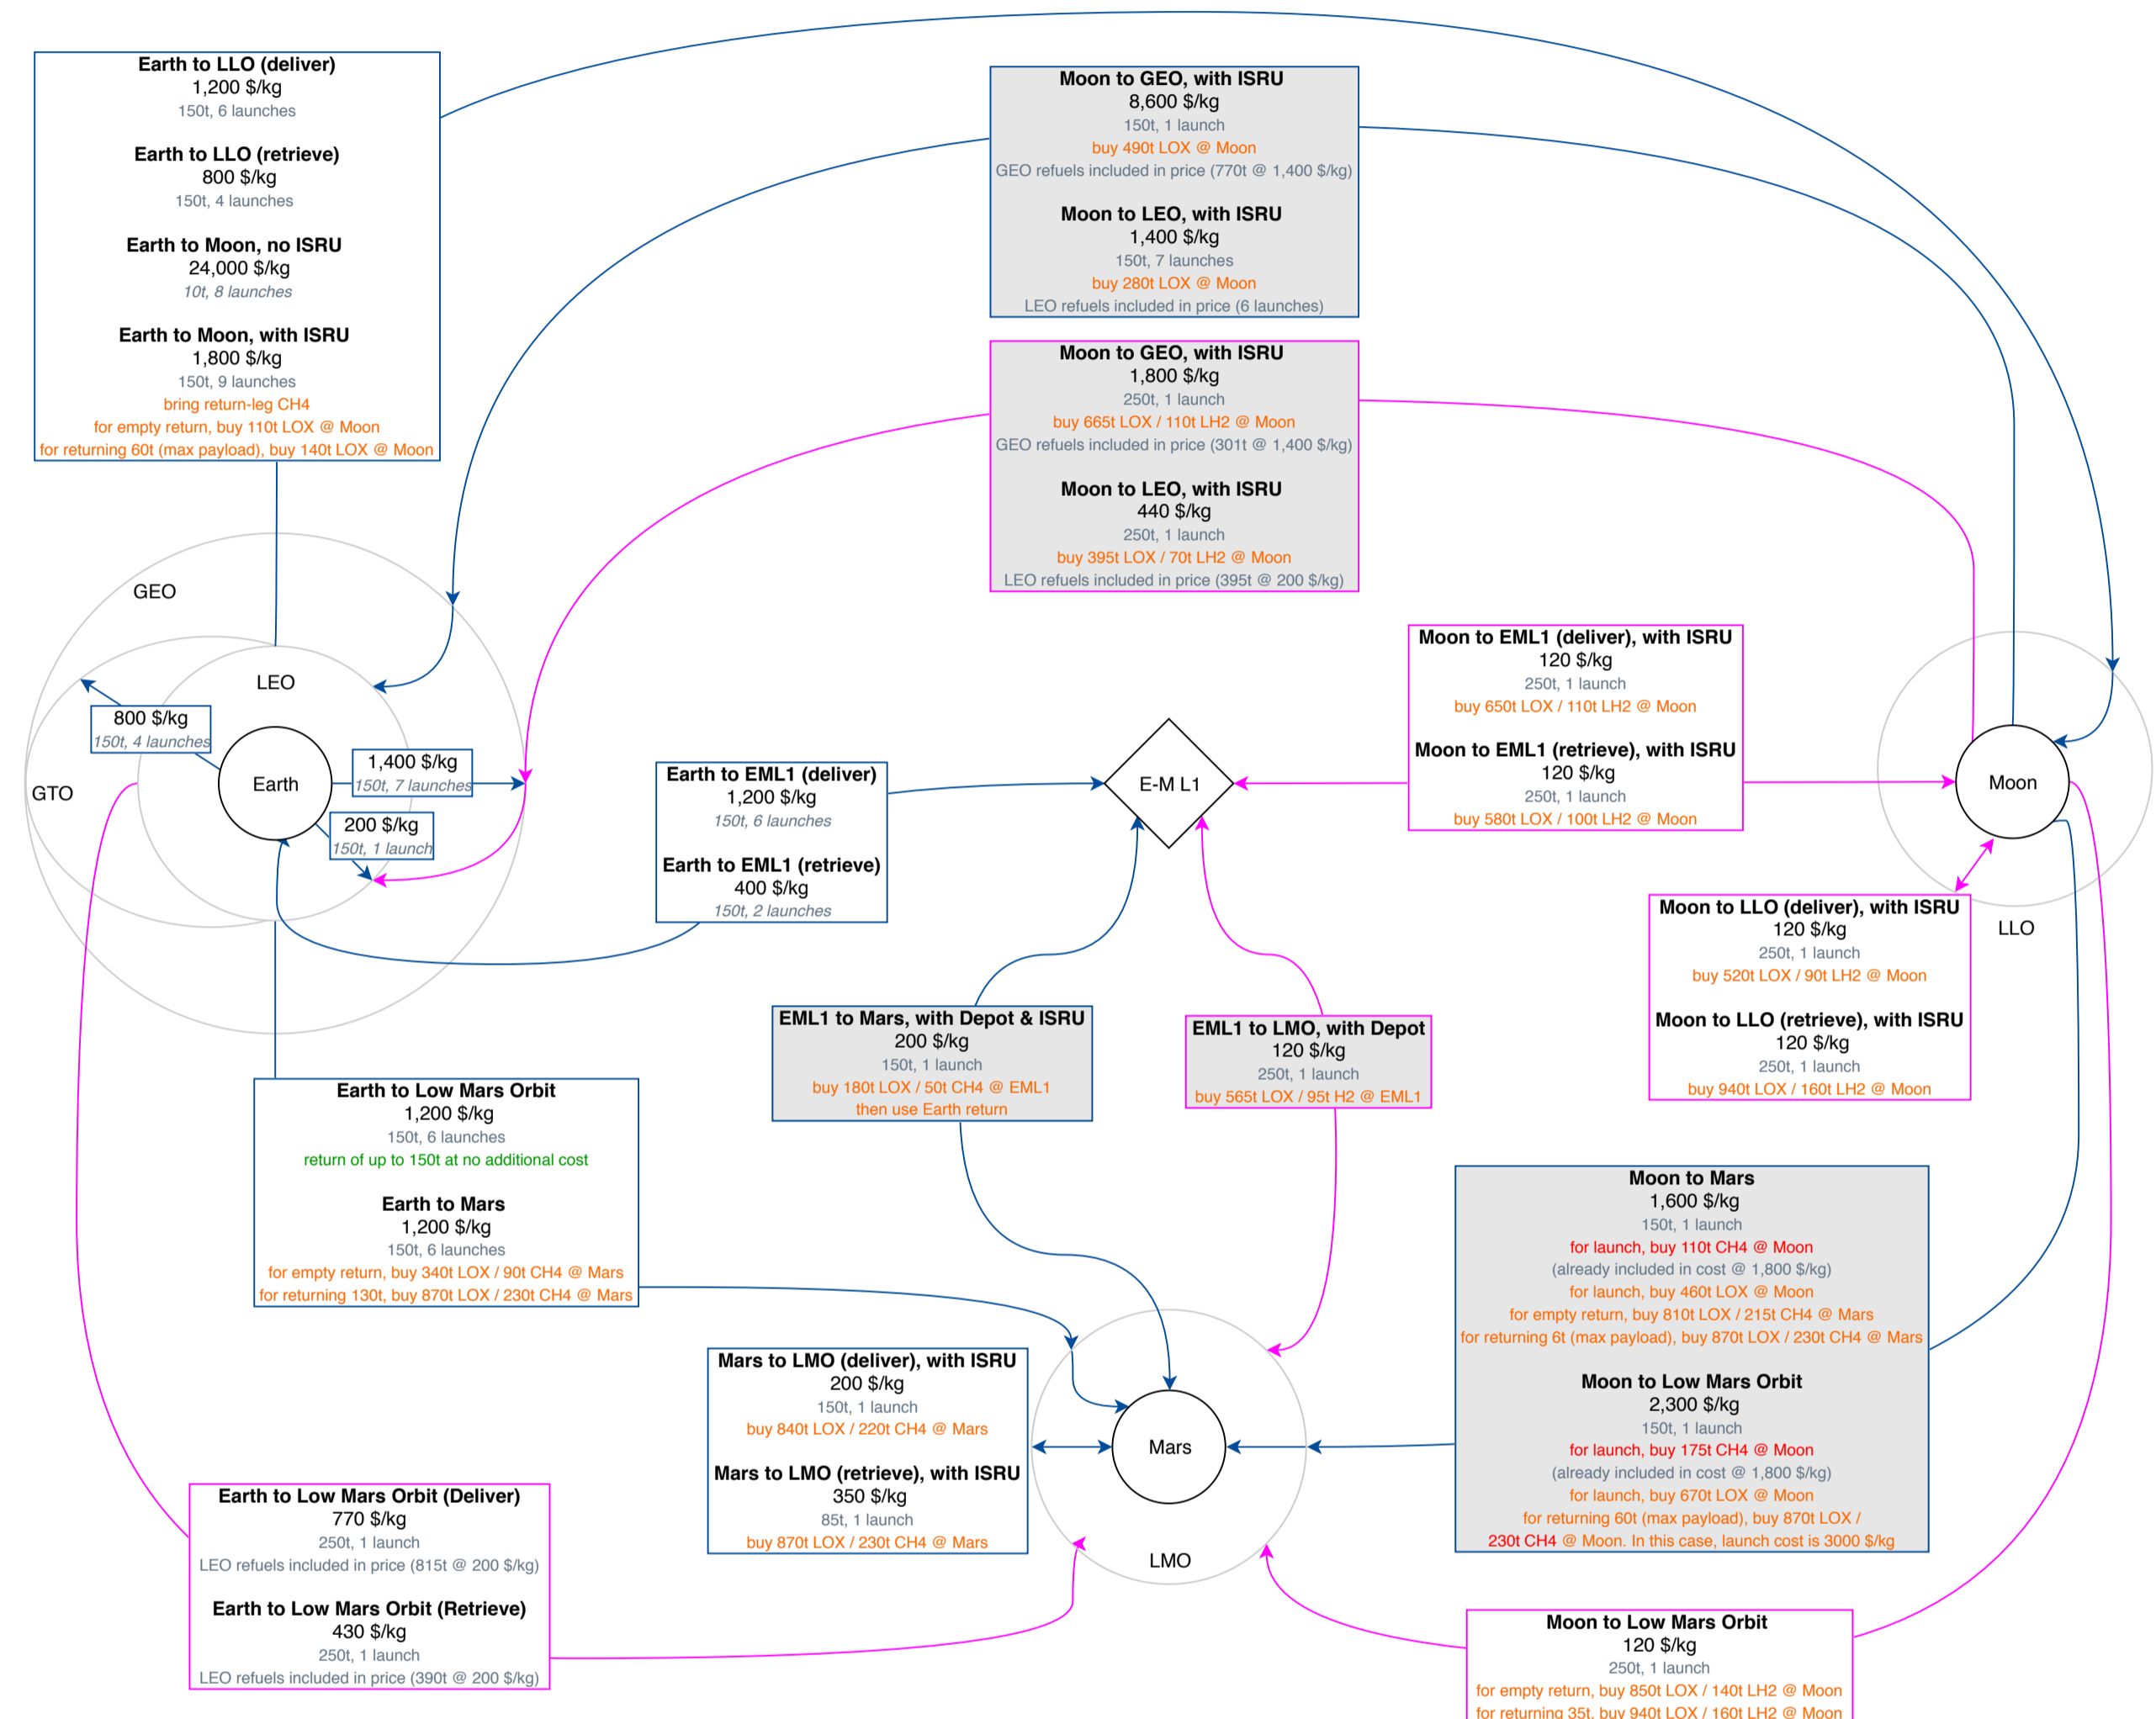 Earth to LLO (deliver)
1,200 $/kg
150t, 6 launches
Earth to LLO (retrieve)
800 $/kg
150t, 4 launches
Earth to Moon, no ISRU
24,000 $/kg
10t, 8 launches
Earth to Moon, with ISRU
1,800 $/kg
150t, 9 launches
bring return-leg CH4
for empty return, buy 110t LOX @ Moon
for returning 60t (max payload), buy 140t LOX @ Moon
Moon to GEO, with ISRU
8,600 $/kg
150t, 1 launch
buy 490t LOX @ Moon
GEO refuels included in price (770t @ 1,400 $/kg)
Moon to LEO, with ISRU
1,400 $/kg
150t, 7 launches
buy 280t LOX @ Moon
LEO refuels included in price (6 launches)
Moon to GEO, with ISRU
1,800 $/kg
250t, 1 launch
buy 665t LOX / 110t LH2 @ Moon
GEO refuels included in price (301t @ 1,400 $/kg)
Moon to LEO, with ISRU
440 $/kg
250t, 1 launch
buy 395t LOX / 70t LH2 @ Moon
LEO refuels included in price (395t @ 200 $/kg)
GEO
LEO
GTO
Earth
800 $/kg
150t, 4 launches
1,400 $/kg
150t, 7 launches
200 $/kg
150t, 1 launch
Earth to EML1 (deliver)
1,200 $/kg
150t, 6 launches
Earth to EML1 (retrieve)
400 $/kg
150t, 2 launches
E-M L1
Moon to EML1 (deliver), with ISRU
120 $/kg
250t, 1 launch
buy 650t LOX / 110t LH2 @ Moon
Moon to EML1 (retrieve), with ISRU
120 $/kg
250t, 1 launch
buy 580t LOX / 100t LH2 @ Moon
Moon
LLO
Moon to LLO (deliver), with ISRU
120 $/kg
250t, 1 launch
buy 520t LOX / 90t LH2 @ Moon
Moon to LLO (retrieve), with ISRU
120 $/kg
250t, 1 launch
buy 940t LOX / 160t LH2 @ Moon
EML1 to Mars, with Depot & ISRU
200 $/kg
150t, 1 launch
buy 180t LOX / 50t CH4 @ EML1
then use Earth return
EML1 to LMO, with Depot
120 $/kg
250t, 1 launch
buy 565t LOX / 95t H2 @ EML1
Earth to Low Mars Orbit
1,200 $/kg
150t, 6 launches
return of up to 150t at no additional cost
Earth to Mars
1,200 $/kg
150t, 6 launches
for empty return, buy 340t LOX / 90t CH4 @ Mars
for returning 130t, buy 870t LOX / 230t CH4 @ Mars
Moon to Mars
1,600 $/kg
150t, 1 launch
for launch, buy 110t CH4 @ Moon
(already included in cost @ 1,800 $/kg)
for launch, buy 460t LOX @ Moon
for empty return, buy 810t LOX / 215t CH4 @ Mars
for returning 6t (max payload), buy 870t LOX / 230t CH4 @ Mars
Moon to Low Mars Orbit
2,300 $/kg
150t, 1 launch
for launch, buy 175t CH4 @ Moon
(already included in cost @ 1,800 $/kg)
for launch, buy 670t LOX @ Moon
for returning 60t (max payload), buy 870t LOX /
230t CH4 @ Moon. In this case, launch cost is 3000 $/kg
Mars to LMO (deliver), with ISRU
200 $/kg
150t, 1 launch
buy 840t LOX / 220t CH4 @ Mars
Mars to LMO (retrieve), with ISRU
350 $/kg
85t, 1 launch
buy 870t LOX / 230t CH4 @ Mars
Mars
LMO
Earth to Low Mars Orbit (Deliver)
770 $/kg
250t, 1 launch
LEO refuels included in price (815t @ 200 $/kg)
Earth to Low Mars Orbit (Retrieve)
430 $/kg
250t, 1 launch
LEO refuels included in price (390t @ 200 $/kg)
Moon to Low Mars Orbit
120 $/kg
250t, 1 launch
for empty return, buy 850t LOX / 140t LH2 @ Moon
for returning 35t, buy 940t LOX / 160t LH2 @ Moon